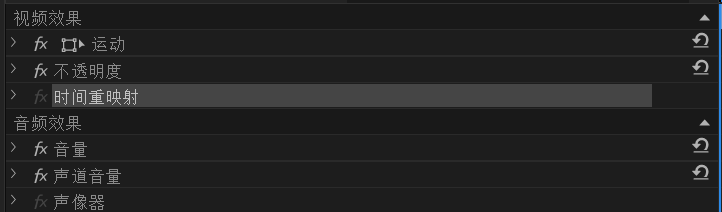 视频效果
fx 运动
fx 不透明度
fx 时间重映射
音频效果
fx 音量
fx 声道音量
fx 声像器